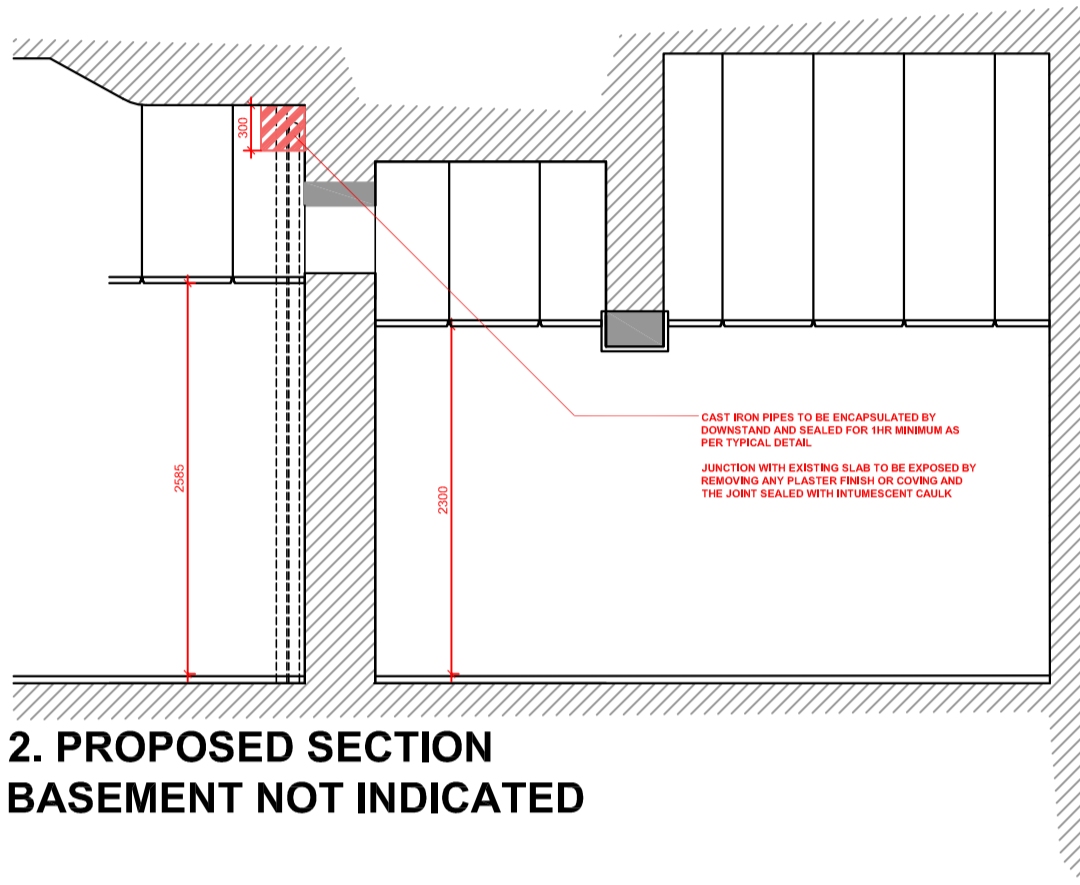 300
2585
2300
CAST IRON PIPES TO BE ENCAPSULATED BY
DOWNSTAND AND SEALED FOR 1HR MINIMUM AS
PER TYPICAL DETAIL
JUNCTION WITH EXISTING SLAB TO BE EXPOSED BY
REMOVING ANY PLASTER FINISH OR COVING AND
THE JOINT SEALED WITH INTUMESCENT CAULK
2. PROPOSED SECTION
BASEMENT NOT INDICATED